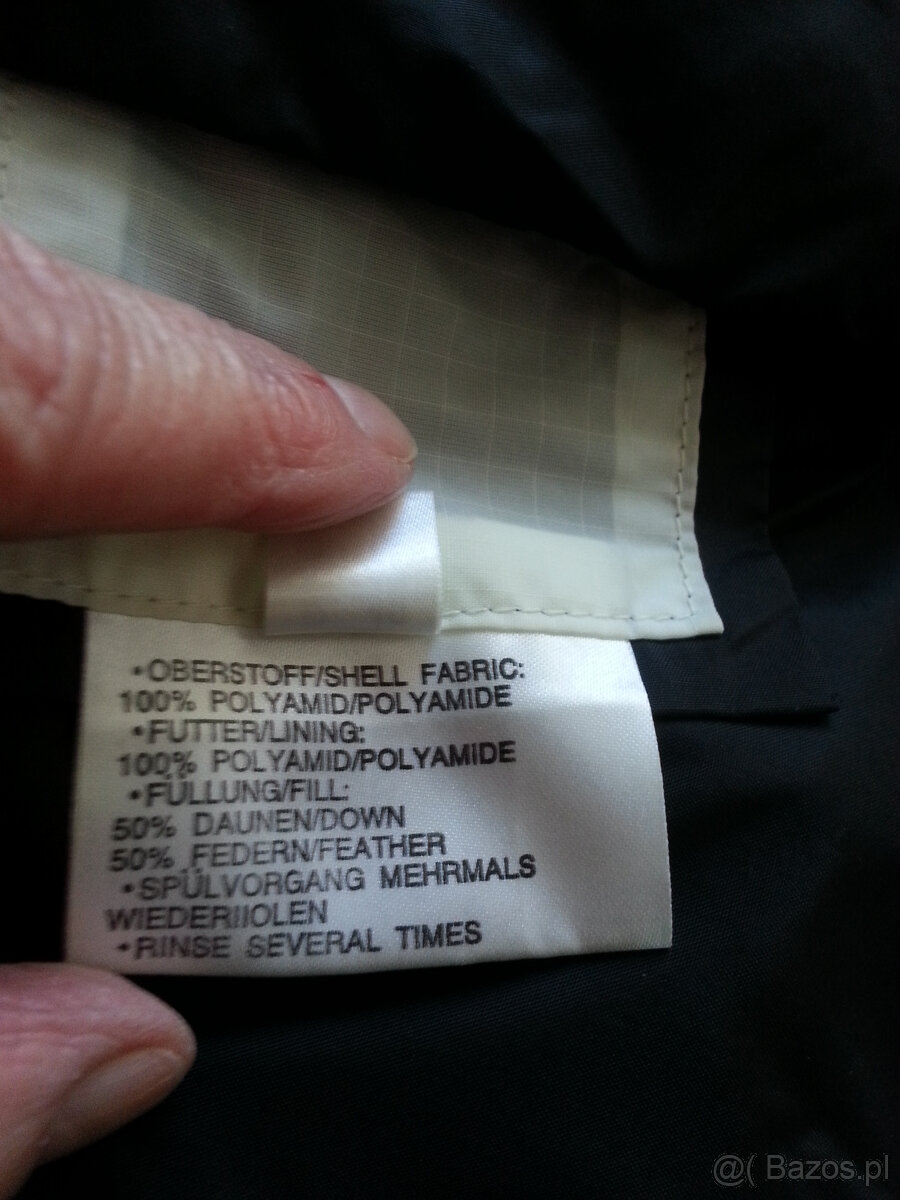 •OBERSTOFF/SHELL FABRIC:
100% POLYAMID/POLYAMIDE
•FUTTER/LINING:
100% POLYAMID/POLYAMIDE
•FÜLLUNG/FILL:
50% DAUNEN/DOWN
50% FEDERN/FEATHER
•SPÜLVORGANG MEHRMALS
WIEDERHOLEN
•RINSE SEVERAL TIMES
@( Bazos.pl